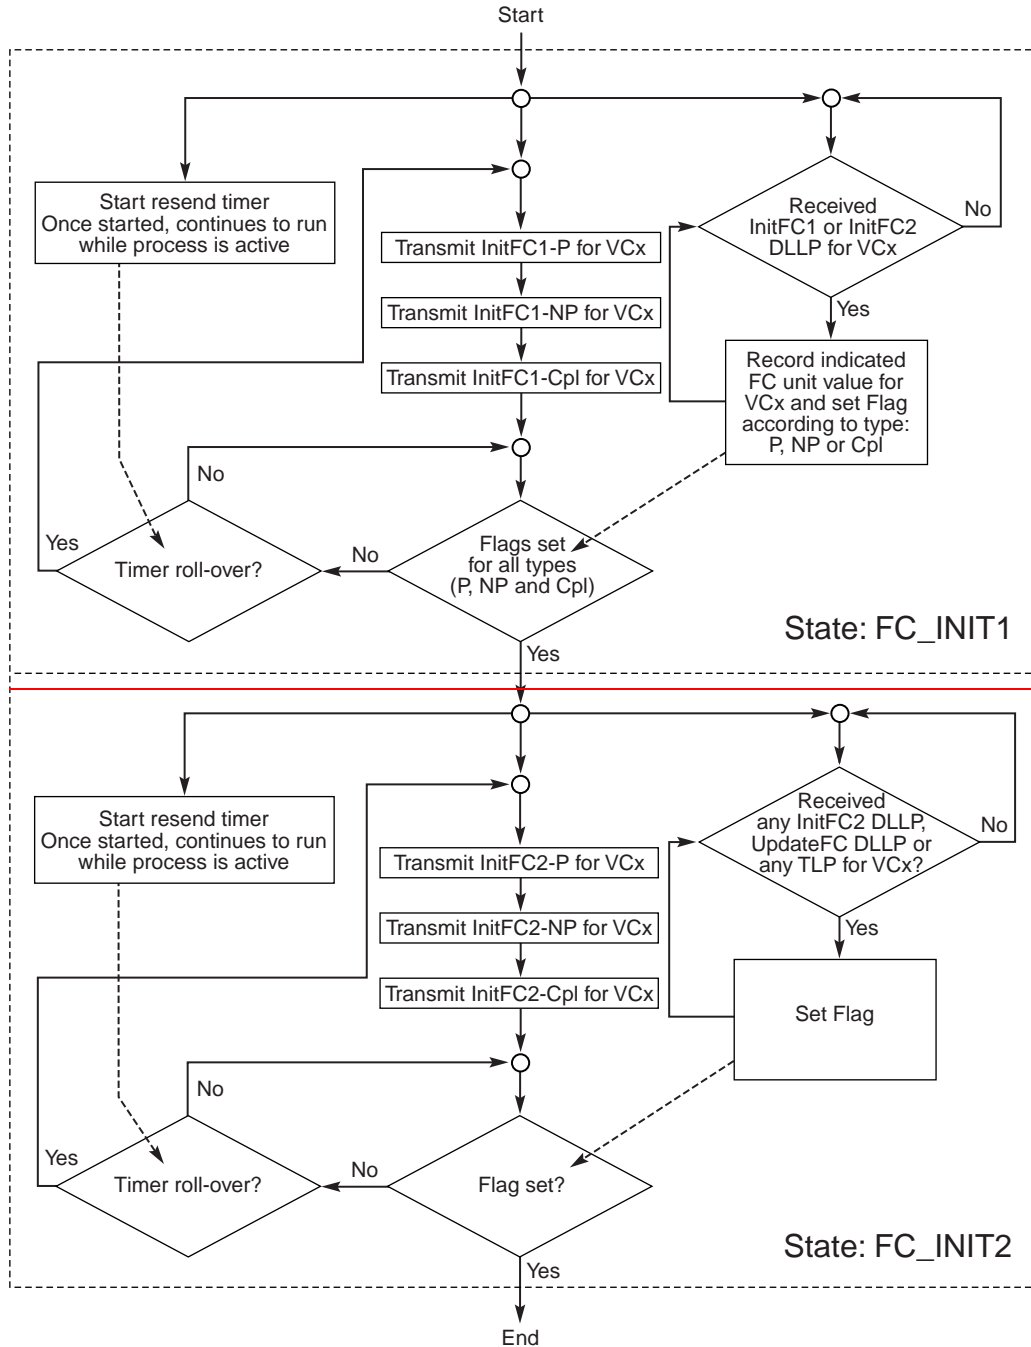 Start
Start resend timer
Once started, continues to run
while process is active
Received
InitFC1 or InitFC2
DLLP for VCx
No
Yes
Transmit InitFC1-P for VCx
Transmit InitFC1-NP for VCx
Transmit InitFC1-Cpl for VCx
Record indicated
FC unit value for
VCx and set Flag
according to type:
P, NP or Cpl
No
Yes
Timer roll-over?
No
Flags set
for all types
(P, NP and Cpl)
Yes
State: FC_INIT1
Start resend timer
Once started, continues to run
while process is active
Received
any InitFC2 DLLP,
UpdateFC DLLP or
any TLP for VCx?
No
Yes
Transmit InitFC2-P for VCx
Transmit InitFC2-NP for VCx
Transmit InitFC2-Cpl for VCx
Set Flag
No
Yes
Timer roll-over?
No
Flag set?
Yes
State: FC_INIT2
End